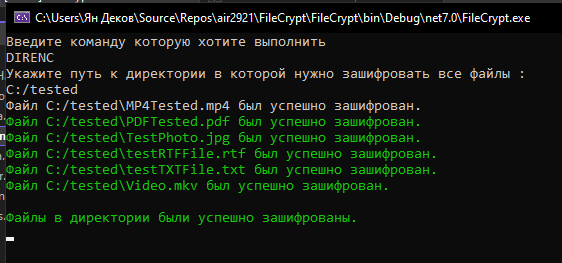 C:\Users\Ян Деков\Source\Repos\air2921\FileCrypt\FileCrypt\bin\Debug\net7.0\FileCrypt.exe
Введите команду которую хотите выполнить
DIRENC
Укажите путь к директории в которой нужно зашифровать все файлы :
C:/tested
Файл C:/tested\MP4Tested.mp4 был успешно зашифрован.
Файл C:/tested\PDFTested.pdf был успешно зашифрован.
Файл C:/tested\TestPhoto.jpg был успешно зашифрован.
Файл C:/tested\testRTFFile.rtf был успешно зашифрован.
Файл C:/tested\testTXTFile.txt был успешно зашифрован.
Файл C:/tested\Video.mkv был успешно зашифрован.
Файлы в директории были успешно зашифрованы.